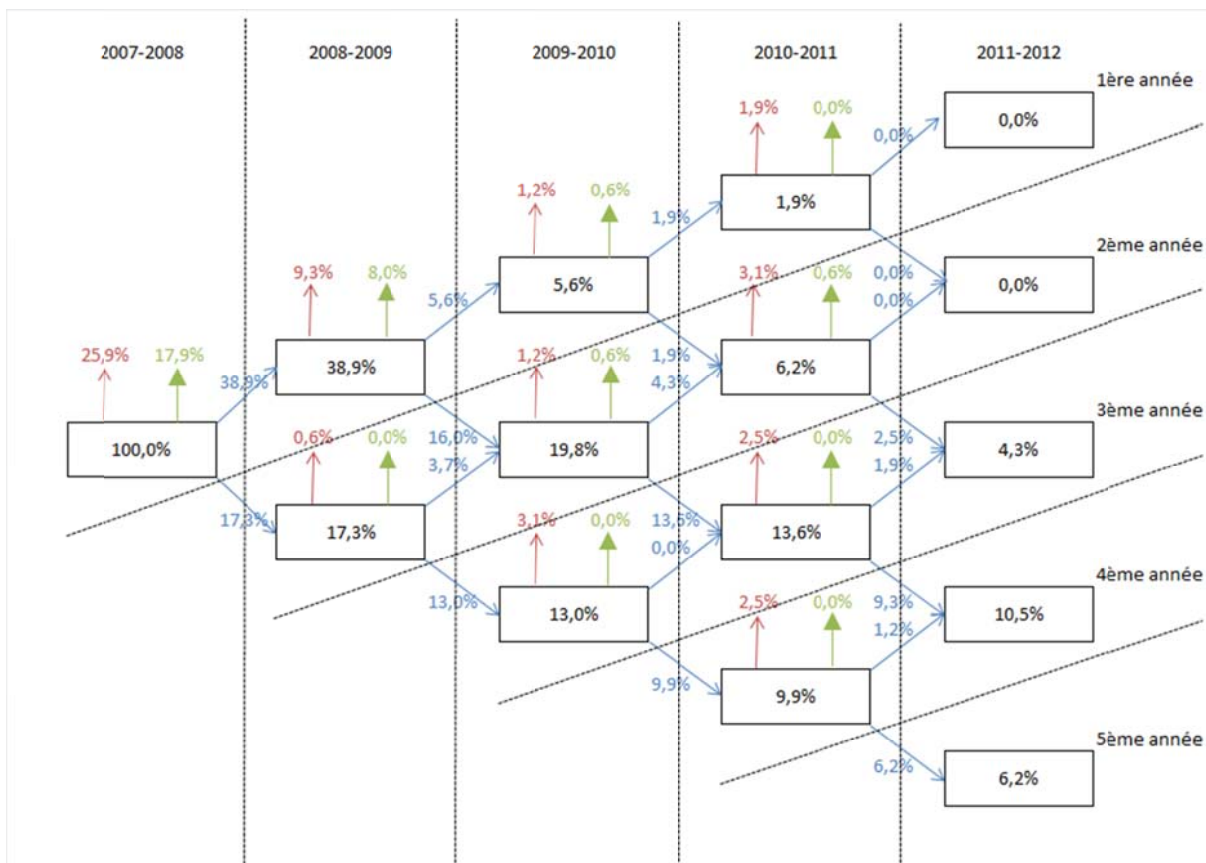 2007-2008 2008-2009 2009-2010 2010-2011 2011-2012
1ère année
1,9% 0,0% 0,0% 0,0%
1,2% 0,6% 1,9% 1,9%
2ème année
9,3% 8,0% 5,6% 5,6% 3,1% 0,6% 0,0% 0,0% 0,0%
25,9% 17,9% 38,9% 38,9% 1,2% 0,6% 1,9% 4,3% 6,2%
3ème année
100,0% 0,6% 0,0% 16,0% 3,7% 19,8% 2,5% 0,0% 2,5% 1,9% 4,3%
17,3% 17,3% 3,1% 0,0% 13,6% 0,0% 13,6%
4ème année
13,0% 13,0% 2,5% 0,0% 9,3% 1,2% 10,5%
9,9% 9,9%
5ème année
6,2% 6,2%